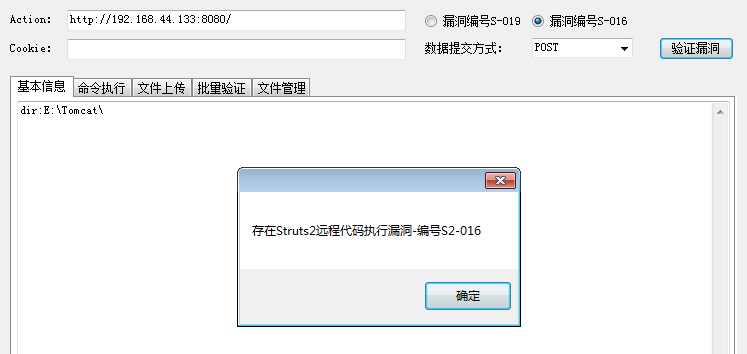 Action: http://192.168.44.133:8080/ 漏洞编号S-019 漏洞编号S-016
Cookie: 数据提交方式: POST 验证漏洞
基本信息 命令执行 文件上传 批量验证 文件管理
dir:E:\Tomcat\
存在Struts2远程代码执行漏洞-编号S2-016
确定